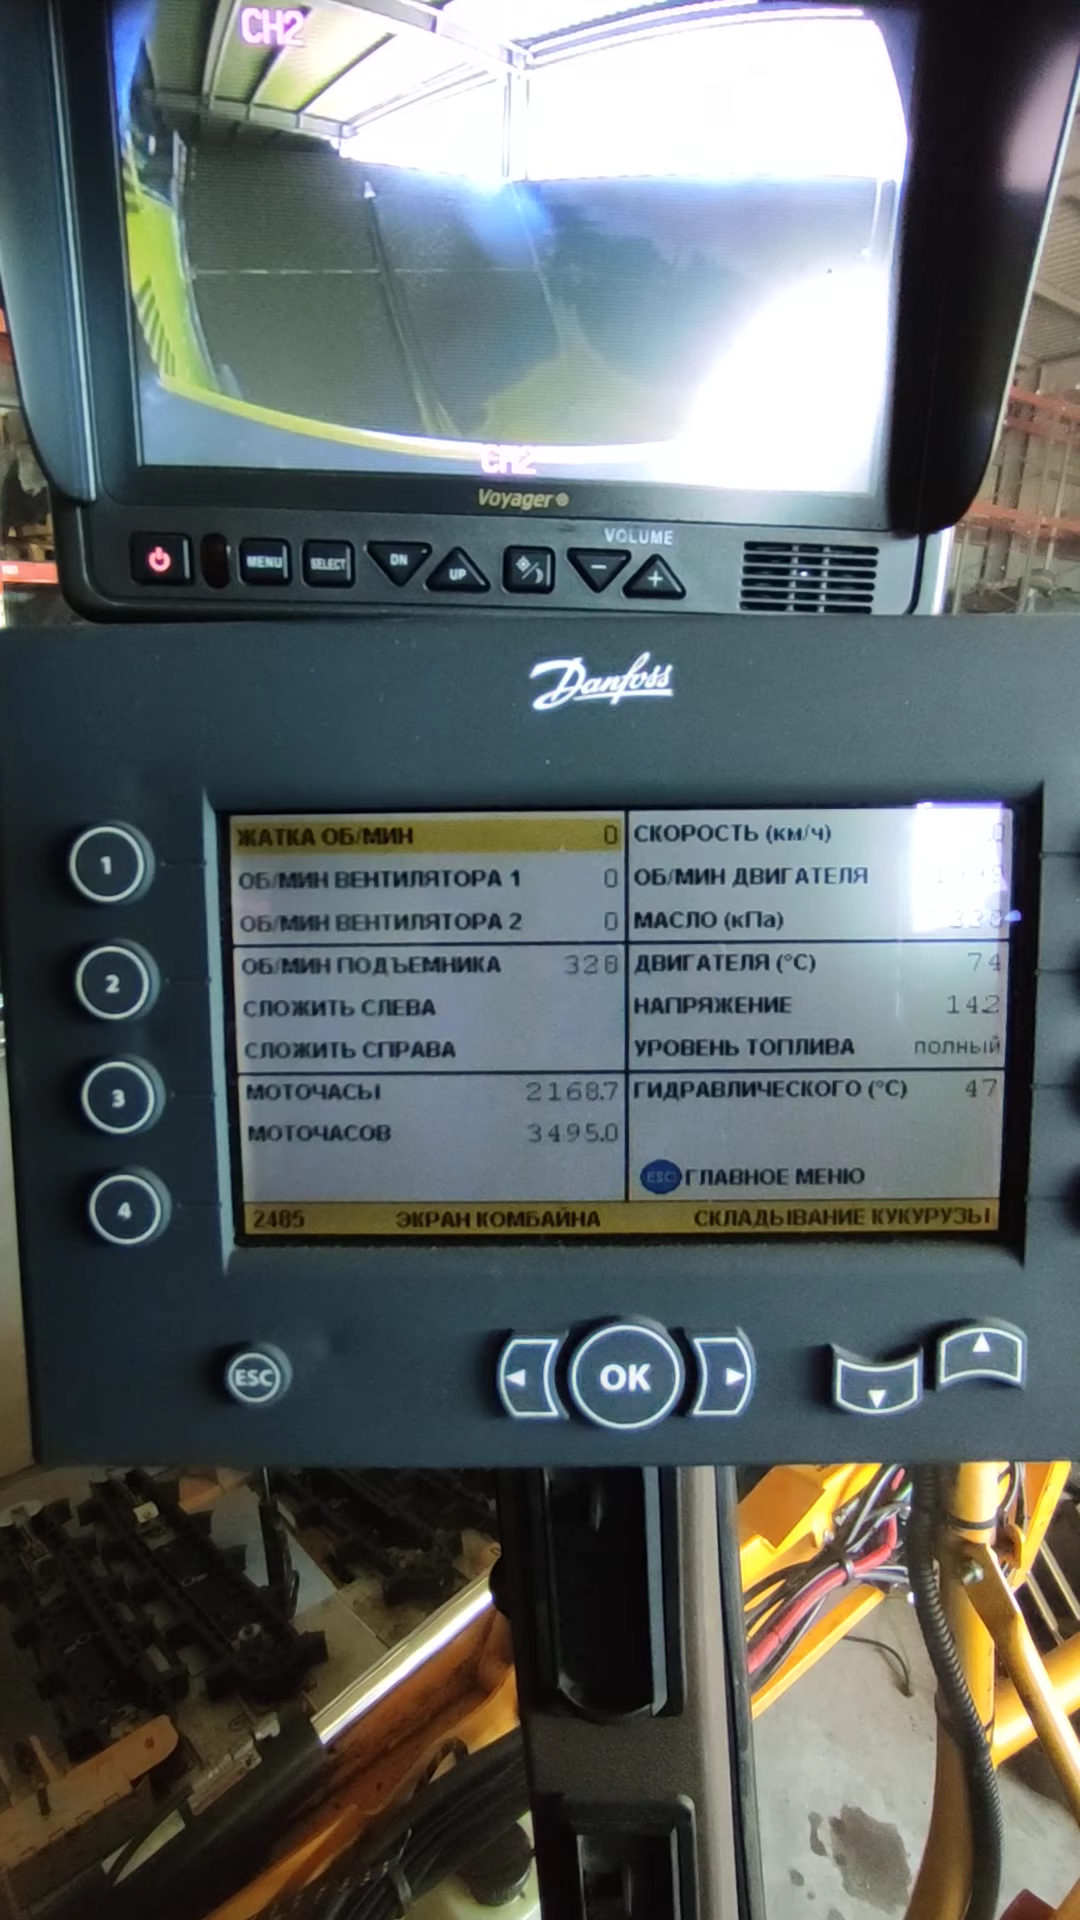 CH2
CH2
Voyager
VOLUME
MENU
SELECT
DN
UP
− +
Danfoss
1
2
3
4
ЖАТКА ОБ/МИН 0
ОБ/МИН ВЕНТИЛЯТОРА 1 0
ОБ/МИН ВЕНТИЛЯТОРА 2 0
ОБ/МИН ПОДЪЕМНИКА 328
СЛОЖИТЬ СЛЕВА
СЛОЖИТЬ СПРАВА
МОТОЧАСЫ 2168.7
МОТОЧАСОВ 3495.0
СКОРОСТЬ (км/ч)
ОБ/МИН ДВИГАТЕЛЯ
МАСЛО (кПа)
ДВИГАТЕЛЯ (°C) 74
НАПРЯЖЕНИЕ 14.2
УРОВЕНЬ ТОПЛИВА полный
ГИДРАВЛИЧЕСКОГО (°C) 47
ESC ГЛАВНОЕ МЕНЮ
2485 ЭКРАН КОМБАЙНА СКЛАДЫВАНИЕ КУКУРУЗЫ
ESC
OK